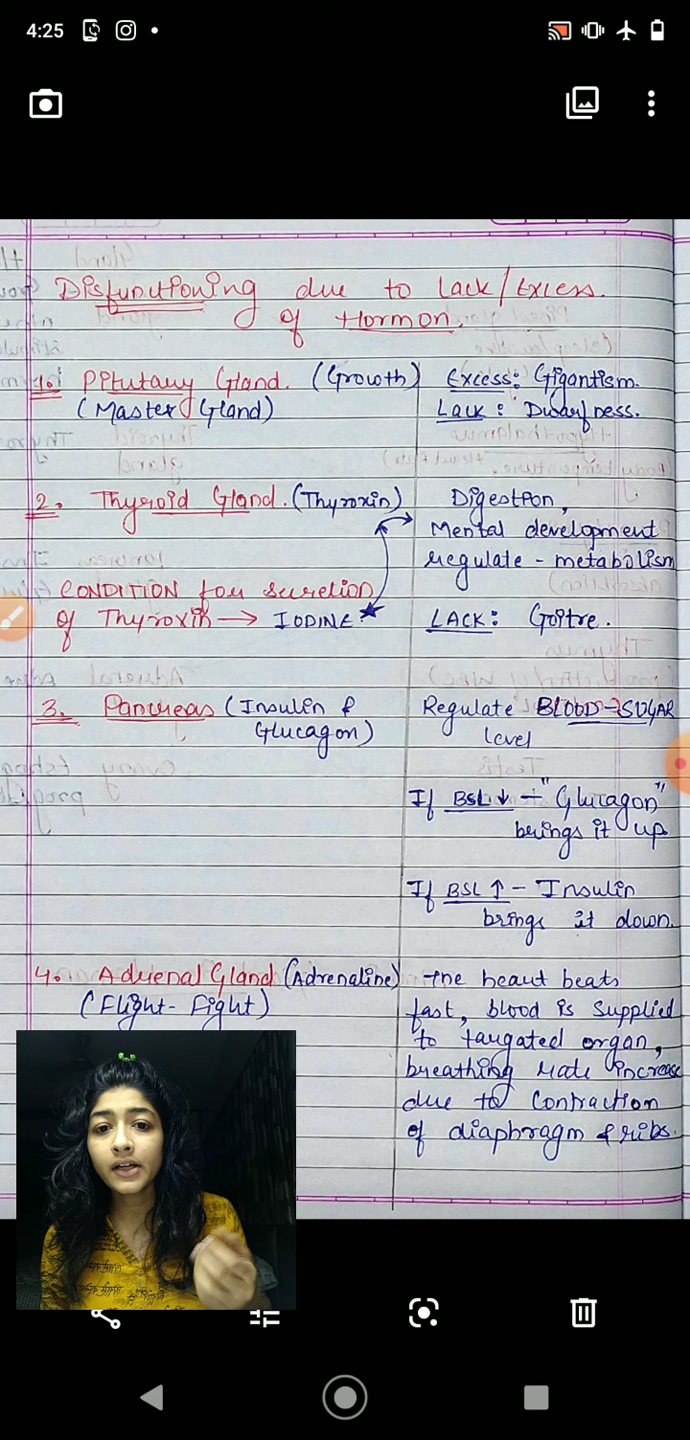 4:25
Disfunctioning due to lack/Excess.
of Hormon.
1. Pitutary Gland. (Growth)
(Master Gland)
Excess: Gigantism.
Lack: Dwarfness.
2. Thyroid Gland. (Thyroxin)
Digestion,
Mental development
regulate - metabolism
CONDITION for secretion
of Thyroxin → IODINE
LACK: Goitre.
3. Pancreas (Insulin &
Glucagon)
Regulate BLOOD-SUGAR
level
If BSL ↓ - "Glucagon"
brings it up
If BSL ↑ - Insulin
brings it down.
4. Adrenal Gland (Adrenaline)
(Flight-Fight)
The heart beats
fast, blood is supplied
to targated organ,
breathing rate increase
due to Contraction
of diaphragm & ribs.